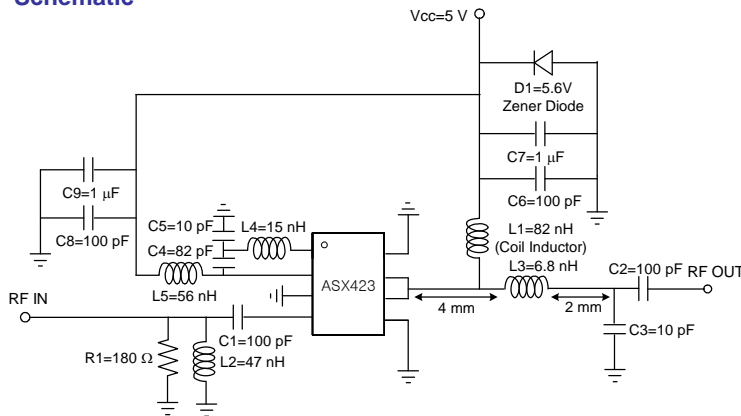 Schematic
Vcc=5 V
D1=5.6V
Zener Diode
C7=1 μF
C6=100 pF
C9=1 μF
C8=100 pF
C5=10 pF
L4=15 nH
C4=82 pF
L5=56 nH
ASX423
L1=82 nH
(Coil Inductor)
L3=6.8 nH
C2=100 pF
RF OUT
4 mm
2 mm
C3=10 pF
RF IN
C1=100 pF
R1=180 Ω
L2=47 nH